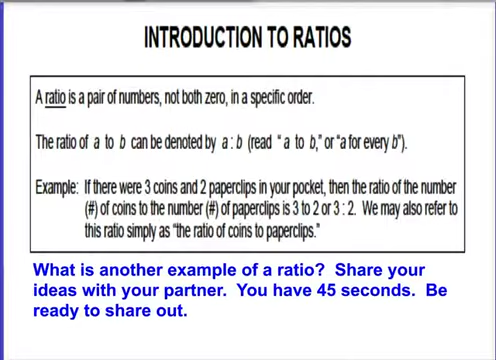 INTRODUCTION TO RATIOS
A ratio is a pair of numbers, not both zero, in a specific order.
The ratio of a to b can be denoted by a : b (read " a to b," or "a for every b").
Example: If there were 3 coins and 2 paperclips in your pocket, then the ratio of the number
(#) of coins to the number (#) of paperclips is 3 to 2 or 3 : 2. We may also refer to
this ratio simply as "the ratio of coins to paperclips."
What is another example of a ratio? Share your
ideas with your partner. You have 45 seconds. Be
ready to share out.